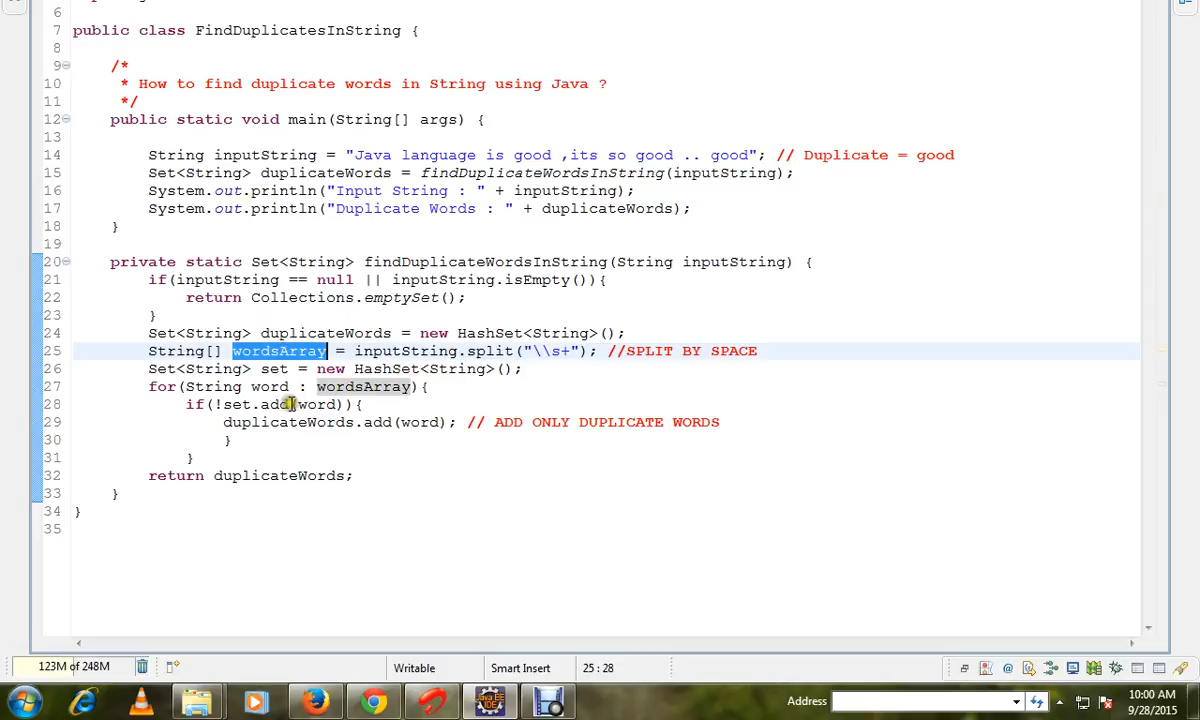 6
7 public class FindDuplicatesInString {
8
9 /*
10 * How to find duplicate words in String using Java ?
11 */
12 public static void main(String[] args) {
13
14 String inputString = "Java language is good ,its so good .. good"; // Duplicate = good
15 Set<String> duplicateWords = findDuplicateWordsInString(inputString);
16 System.out.println("Input String : " + inputString);
17 System.out.println("Duplicate Words : " + duplicateWords);
18 }
19
20 private static Set<String> findDuplicateWordsInString(String inputString) {
21 if(inputString == null || inputString.isEmpty()){
22 return Collections.emptySet();
23 }
24 Set<String> duplicateWords = new HashSet<String>();
25 String[] wordsArray = inputString.split("\\s+"); //SPLIT BY SPACE
26 Set<String> set = new HashSet<String>();
27 for(String word : wordsArray){
28 if(!set.add(word)){
29 duplicateWords.add(word); // ADD ONLY DUPLICATE WORDS
30 }
31 }
32 return duplicateWords;
33 }
34 }
35
123M of 248M Writable Smart Insert 25 : 28
Java EE IDE Address 10:00 AM
9/28/2015